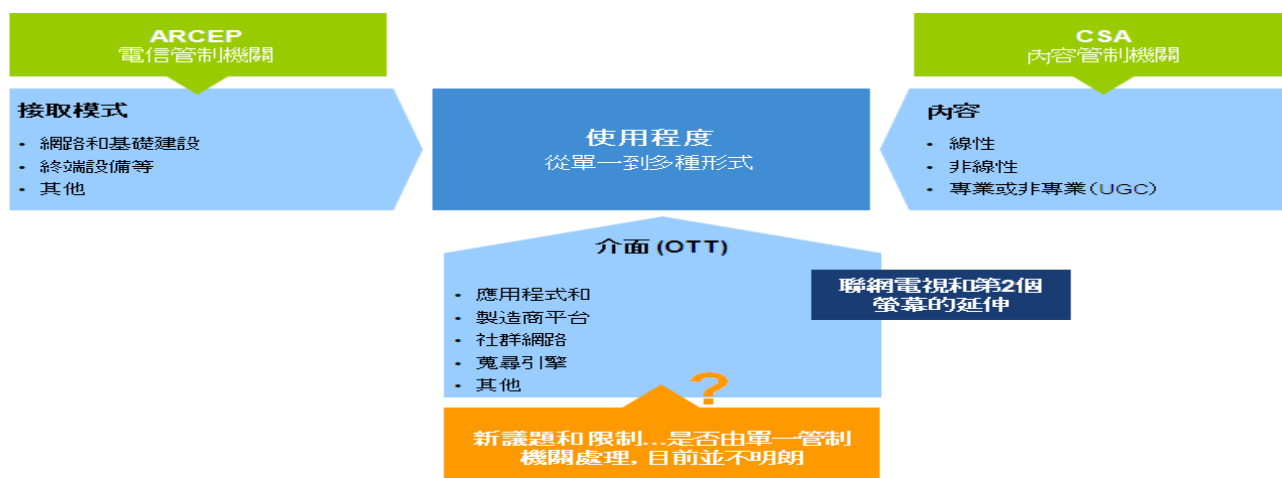 ARCEP
電信管制機關
接取模式
• 網路和基礎建設
• 終端設備等
• 其他
使用程度
從單一到多種形式
CSA
內容管制機關
內容
• 線性
• 非線性
• 專業或非專業(UGC)
介面(OTT)
• 應用程式和
• 製造商平台
• 社群網路
• 蒐尋引擎
• 其他
聯網電視和第2個
螢幕的延伸
?
新議題和限制...是否由單一管制
機關處理, 目前並不明朗